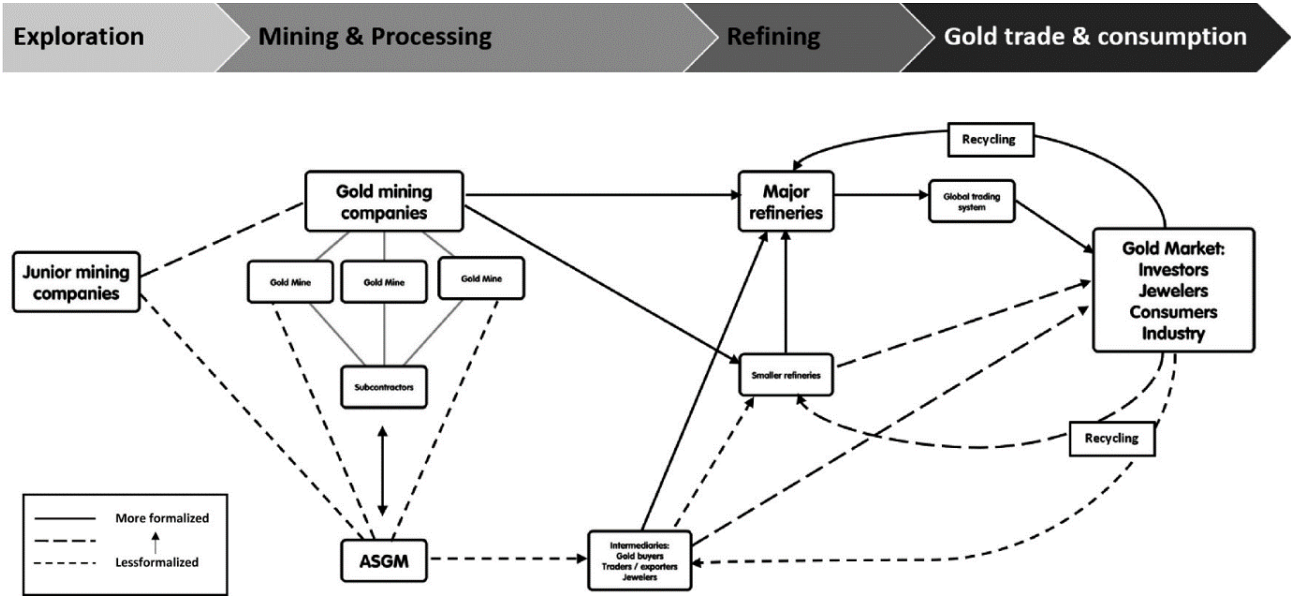 Exploration
Mining & Processing
Refining
Gold trade & consumption
Recycling
Gold mining
companies
Major
refineries
Global trading
system
Junior mining
companies
Gold Mine
Gold Mine
Gold Mine
Gold Market:
Investors
Jewelers
Consumers
Industry
Subcontractors
Smaller refineries
Recycling
More formalized
Lessformalized
ASGM
Intermediaries:
Gold buyers
Traders / exporters
Jewelers